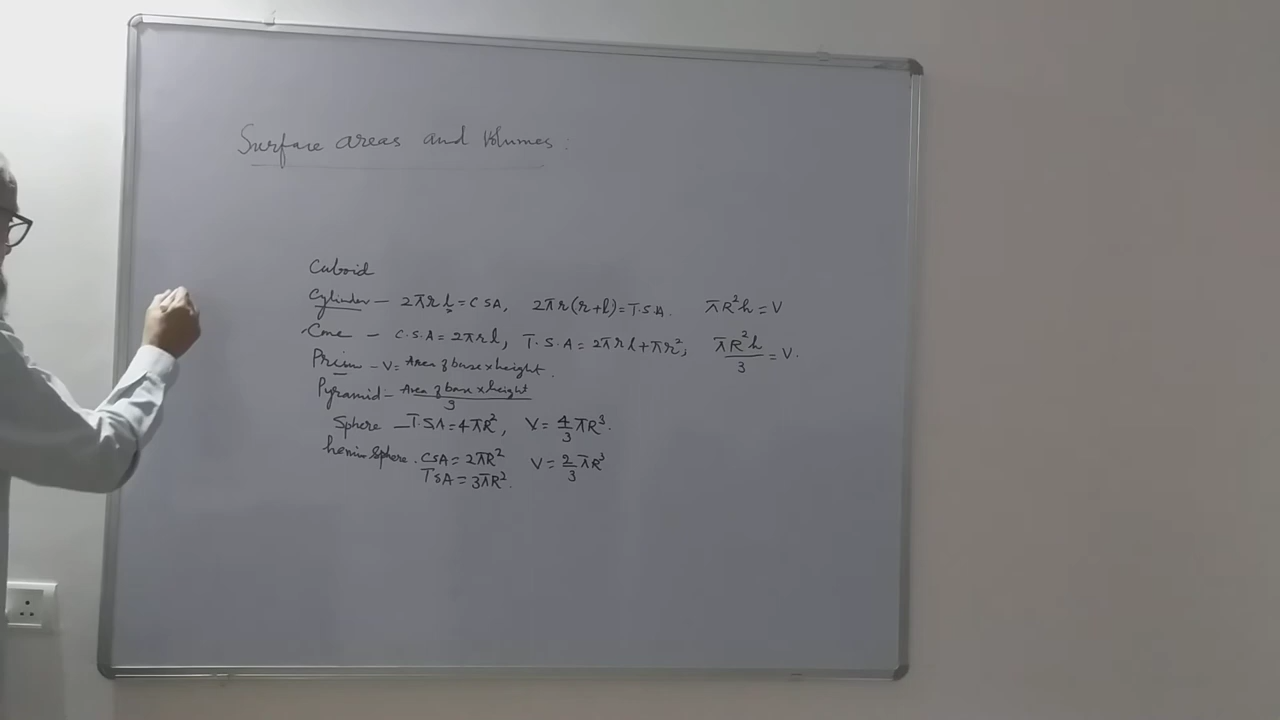 Surface areas and Volumes:
Cuboid
Cylinder - 2πrl = CSA, 2πr(r+l) = T.S.A. πR²h = V
Cone - C.S.A = 2πrl, T.S.A = 2πrl + πr², πR²h/3 = V.
Prism - V = Area of base x height.
Pyramid - Area of base x height/3
Sphere - T.SA = 4πR², V = 4/3 πR³.
hemisphere. CSA = 2πR² V = 2/3 πR³
TSA = 3πR².